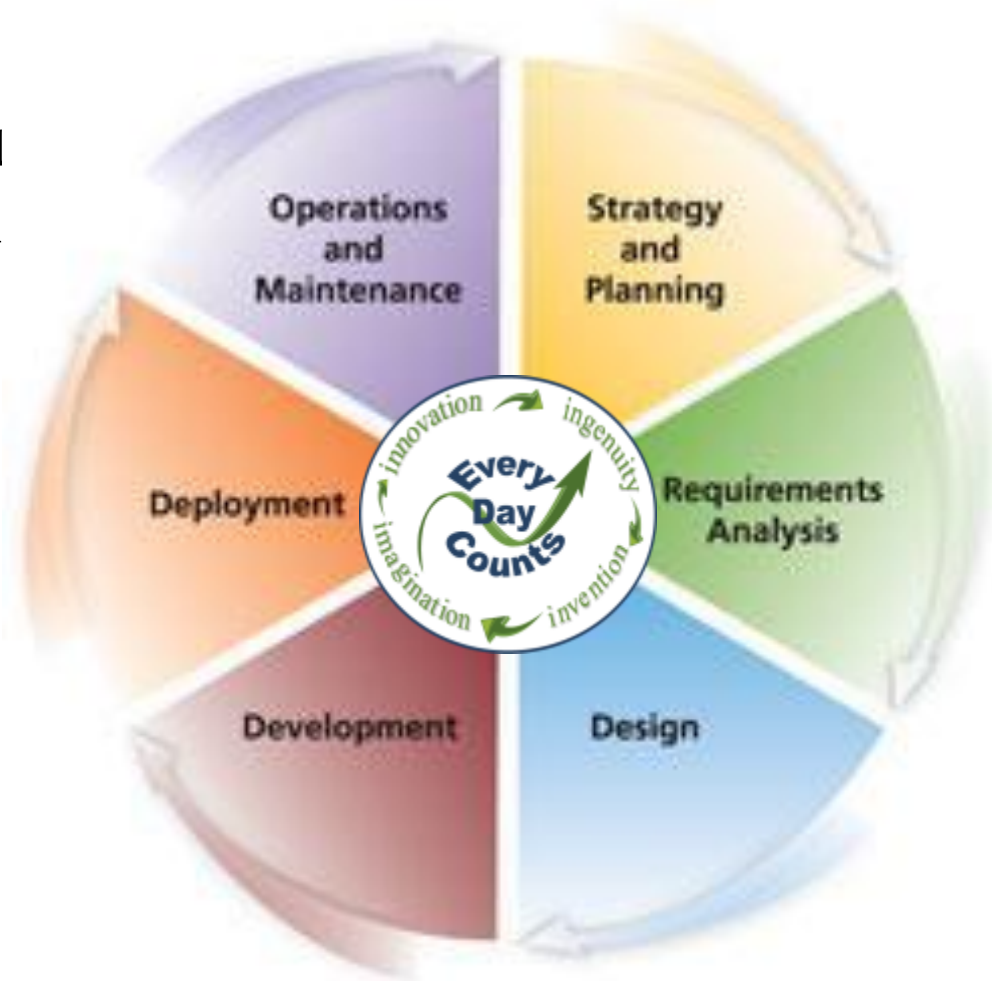 Strategy
and
Planning
Requirements
Analysis
Design
Development
Deployment
Operations
and
Maintenance
innovation
ingenuity
invention
imagination
Every
Day
Counts